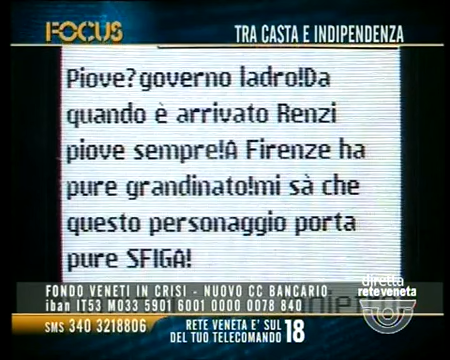 FOCUS
TRA CASTA E INDIPENDENZA
Piove?governo ladro!Da
quando è arrivato Renzi
piove sempre!A Firenze ha
pure grandinato!mi sà che
questo personaggio porta
pure SFIGA!
diretta
reteveneta
FONDO VENETI IN CRISI - NUOVO CC BANCARIO
iban IT53 M033 5901 6001 0000 0078 840
SMS 340 3218806
RETE VENETA E' SUL
DEL TUO TELECOMANDO 18